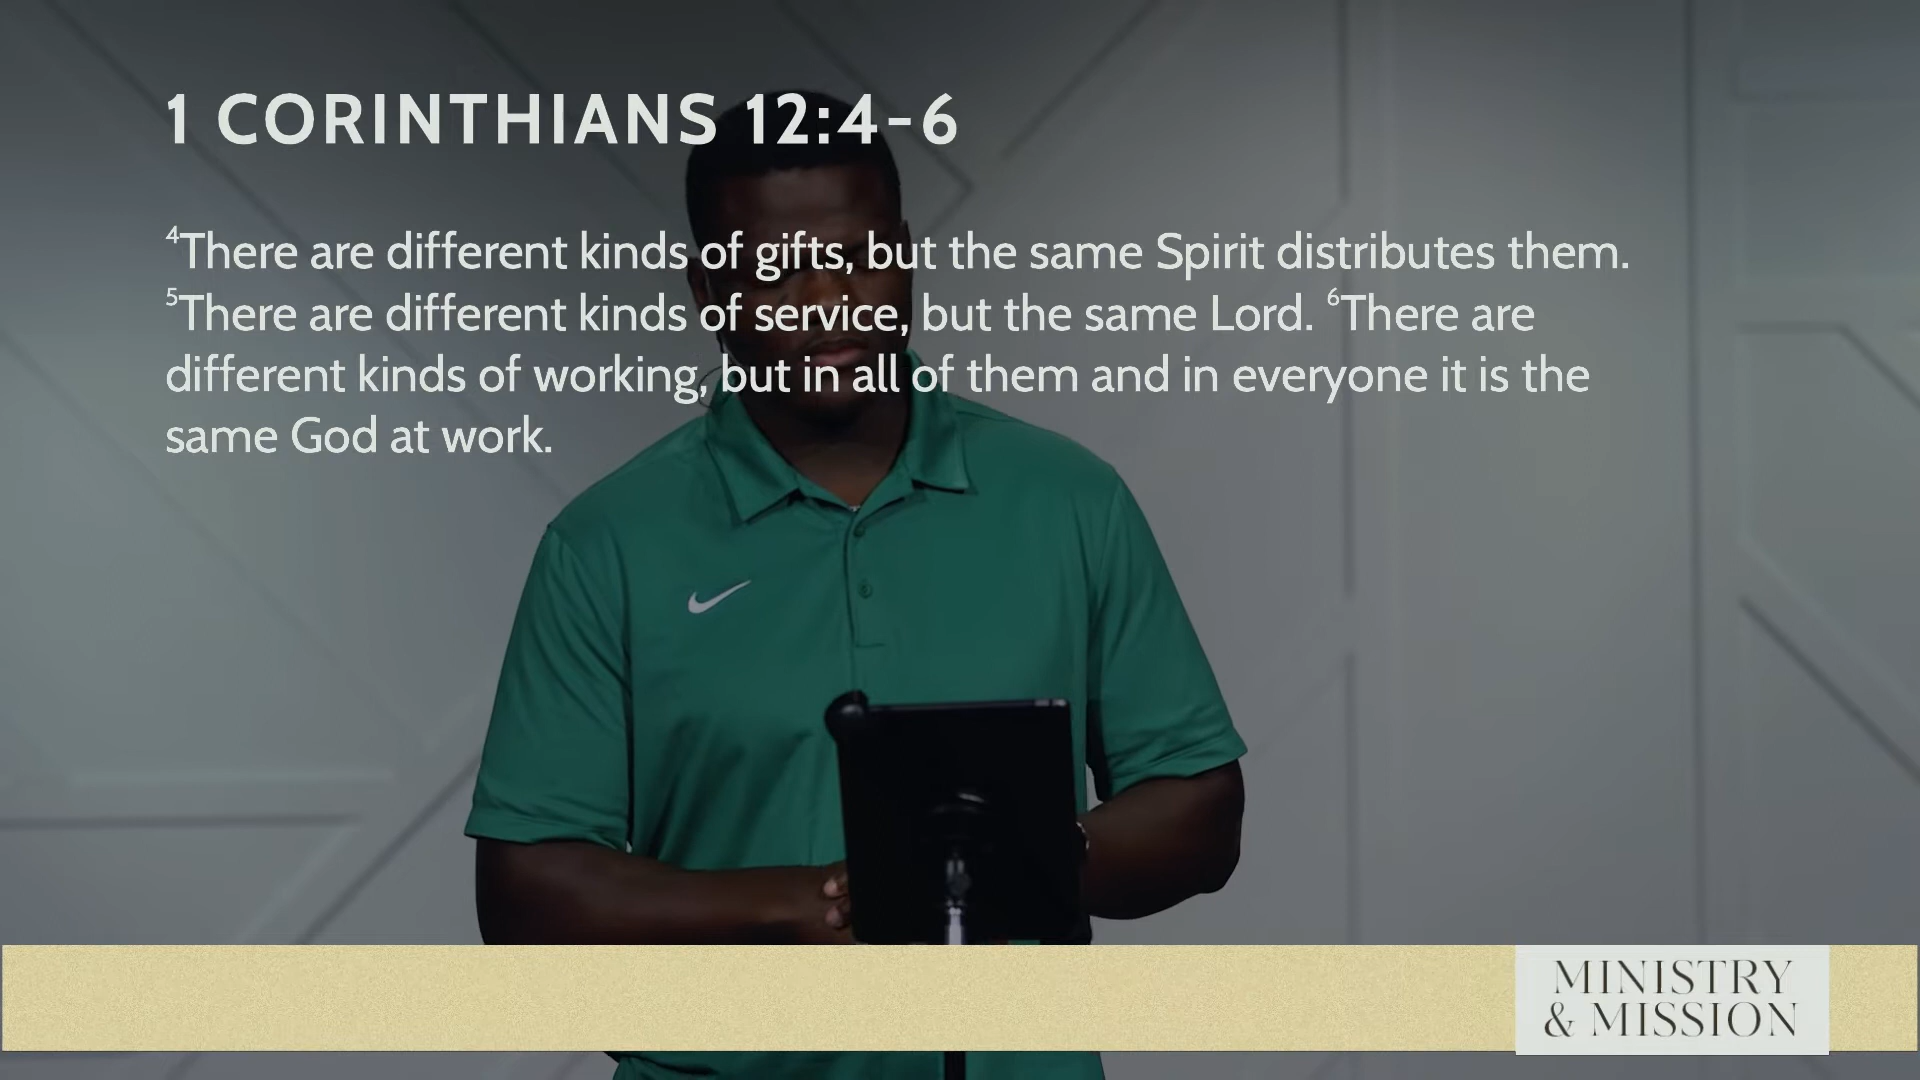 1 CORINTHIANS 12:4-6
⁴There are different kinds of gifts, but the same Spirit distributes them.
⁵There are different kinds of service, but the same Lord. ⁶There are
different kinds of working, but in all of them and in everyone it is the
same God at work.
MINISTRY
& MISSION